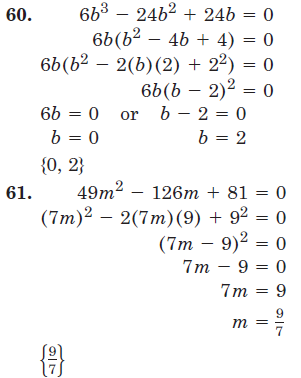 60. 6b³ − 24b² + 24b = 0
6b(b² − 4b + 4) = 0
6b(b² − 2(b)(2) + 2²) = 0
6b(b − 2)² = 0
6b = 0 or b − 2 = 0
b = 0 b = 2
{0, 2}
61. 49m² − 126m + 81 = 0
(7m)² − 2(7m)(9) + 9² = 0
(7m − 9)² = 0
7m − 9 = 0
7m = 9
m = 9/7
{9/7}